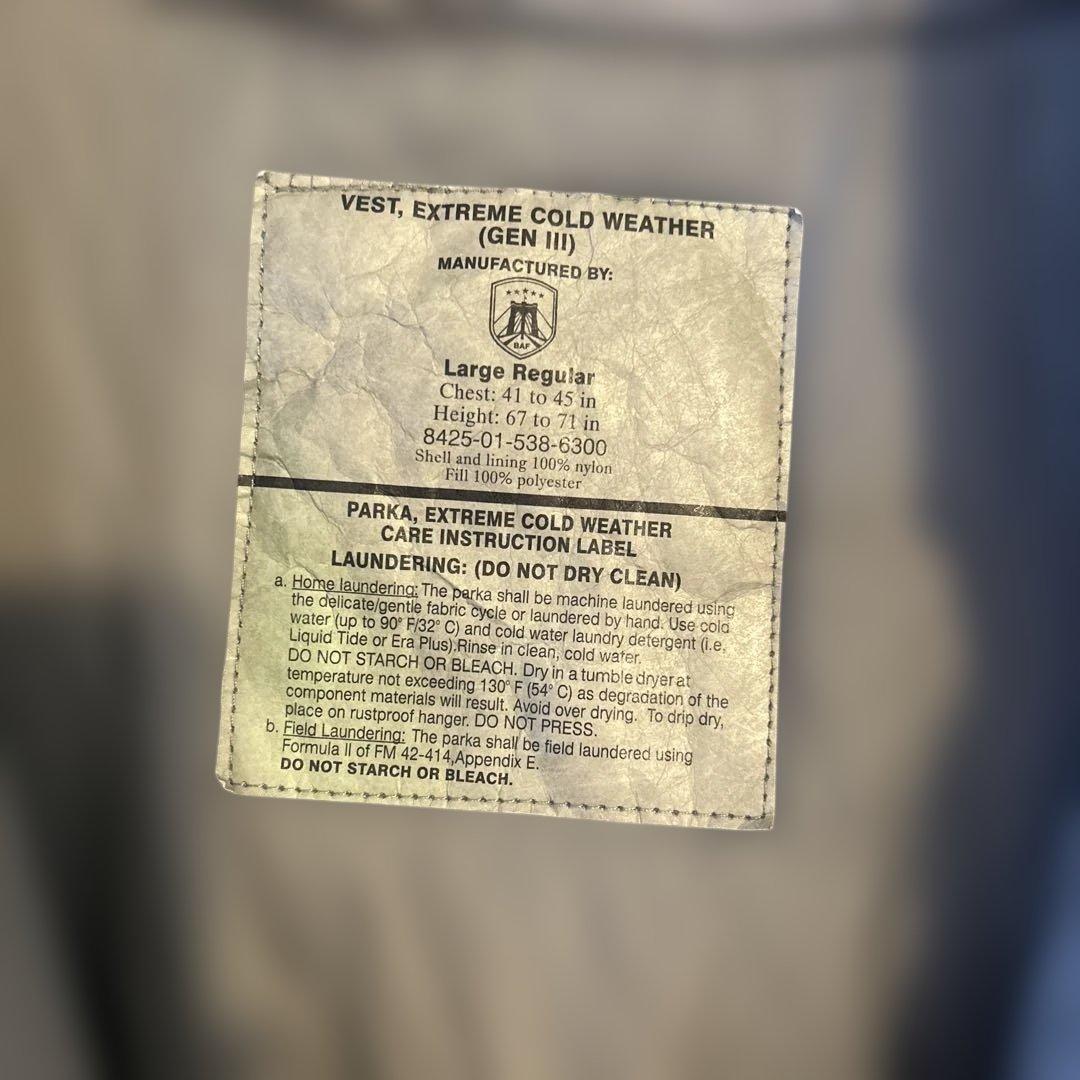 VEST, EXTREME COLD WEATHER
(GEN III)
MANUFACTURED BY:
BAF
Large Regular
Chest: 41 to 45 in
Height: 67 to 71 in
8425-01-538-6300
Shell and lining 100% nylon
Fill 100% polyester
PARKA, EXTREME COLD WEATHER
CARE INSTRUCTION LABEL
LAUNDERING: (DO NOT DRY CLEAN)
a. Home laundering: The parka shall be machine laundered using
the delicate/gentle fabric cycle or laundered by hand. Use cold
water (up to 90° F/32° C) and cold water laundry detergent (i.e.
Liquid Tide or Era Plus).Rinse in clean, cold water.
DO NOT STARCH OR BLEACH. Dry in a tumble dryer at
temperature not exceeding 130° F (54° C) as degradation of the
component materials will result. Avoid over drying. To drip dry,
place on rustproof hanger. DO NOT PRESS.
b. Field Laundering: The parka shall be field laundered using
Formula II of FM 42-414,Appendix E.
DO NOT STARCH OR BLEACH.